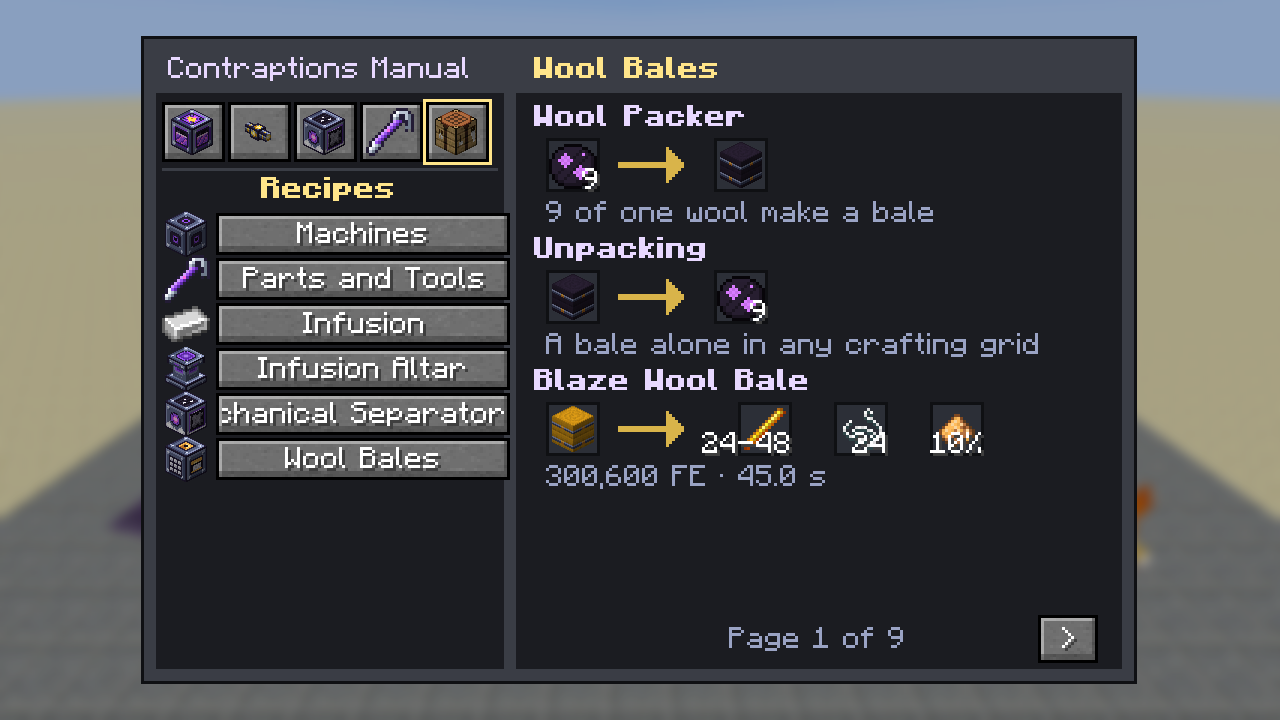 Contraptions Manual
Recipes
Machines
Parts and Tools
Infusion
Infusion Altar
chanical Separator
Wool Bales
Wool Bales
Wool Packer
9
9 of one wool make a bale
Unpacking
9
A bale alone in any crafting grid
Blaze Wool Bale
24-48 24 10%
300,600 FE · 45.0 s
Page 1 of 9
>